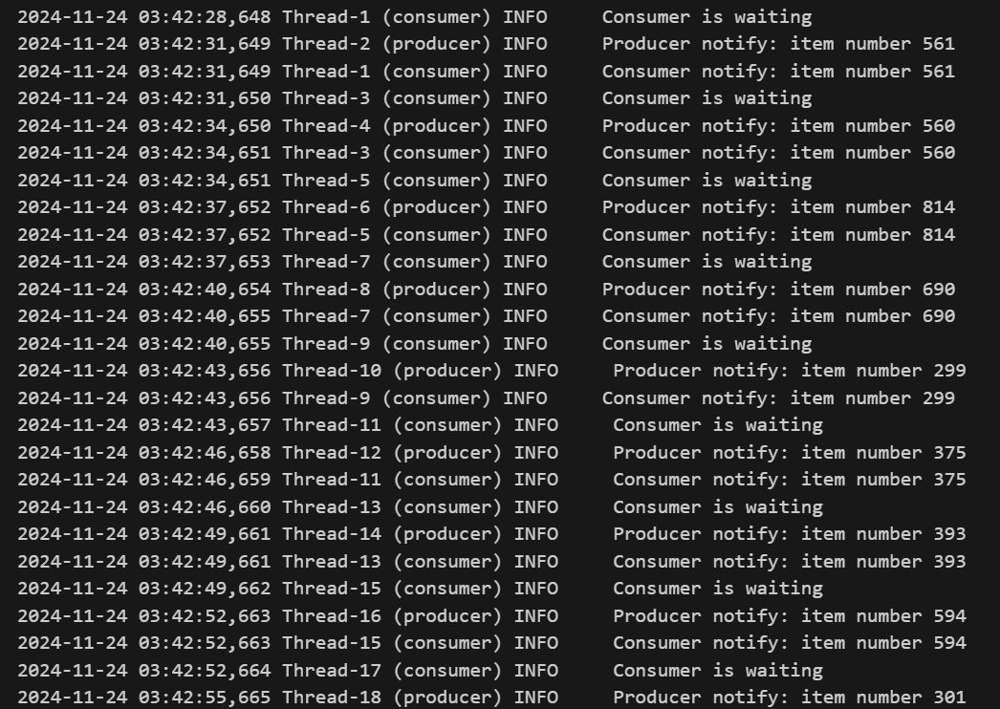 2024-11-24 03:42:28,648 Thread-1 (consumer) INFO     Consumer is waiting
2024-11-24 03:42:31,649 Thread-2 (producer) INFO     Producer notify: item number 561
2024-11-24 03:42:31,649 Thread-1 (consumer) INFO     Consumer notify: item number 561
2024-11-24 03:42:31,650 Thread-3 (consumer) INFO     Consumer is waiting
2024-11-24 03:42:34,650 Thread-4 (producer) INFO     Producer notify: item number 560
2024-11-24 03:42:34,651 Thread-3 (consumer) INFO     Consumer notify: item number 560
2024-11-24 03:42:34,651 Thread-5 (consumer) INFO     Consumer is waiting
2024-11-24 03:42:37,652 Thread-6 (producer) INFO     Producer notify: item number 814
2024-11-24 03:42:37,652 Thread-5 (consumer) INFO     Consumer notify: item number 814
2024-11-24 03:42:37,653 Thread-7 (consumer) INFO     Consumer is waiting
2024-11-24 03:42:40,654 Thread-8 (producer) INFO     Producer notify: item number 690
2024-11-24 03:42:40,655 Thread-7 (consumer) INFO     Consumer notify: item number 690
2024-11-24 03:42:40,655 Thread-9 (consumer) INFO     Consumer is waiting
2024-11-24 03:42:43,656 Thread-10 (producer) INFO     Producer notify: item number 299
2024-11-24 03:42:43,656 Thread-9 (consumer) INFO     Consumer notify: item number 299
2024-11-24 03:42:43,657 Thread-11 (consumer) INFO     Consumer is waiting
2024-11-24 03:42:46,658 Thread-12 (producer) INFO     Producer notify: item number 375
2024-11-24 03:42:46,659 Thread-11 (consumer) INFO     Consumer notify: item number 375
2024-11-24 03:42:46,660 Thread-13 (consumer) INFO     Consumer is waiting
2024-11-24 03:42:49,661 Thread-14 (producer) INFO     Producer notify: item number 393
2024-11-24 03:42:49,661 Thread-13 (consumer) INFO     Consumer notify: item number 393
2024-11-24 03:42:49,662 Thread-15 (consumer) INFO     Consumer is waiting
2024-11-24 03:42:52,663 Thread-16 (producer) INFO     Producer notify: item number 594
2024-11-24 03:42:52,663 Thread-15 (consumer) INFO     Consumer notify: item number 594
2024-11-24 03:42:52,664 Thread-17 (consumer) INFO     Consumer is waiting
2024-11-24 03:42:55,665 Thread-18 (producer) INFO     Producer notify: item number 301